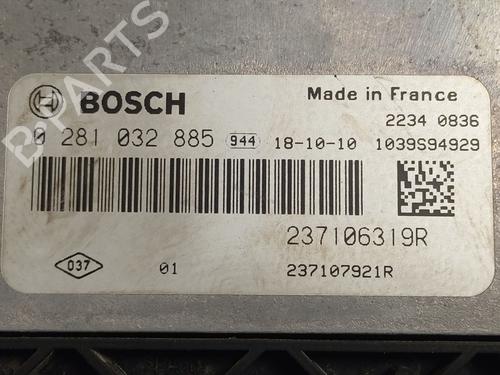 B PARTS
BOSCH
Made in France
2234 0836
0 281 032 885 944 18-10-10 1039S94929
237106319R
037 01 237107921R